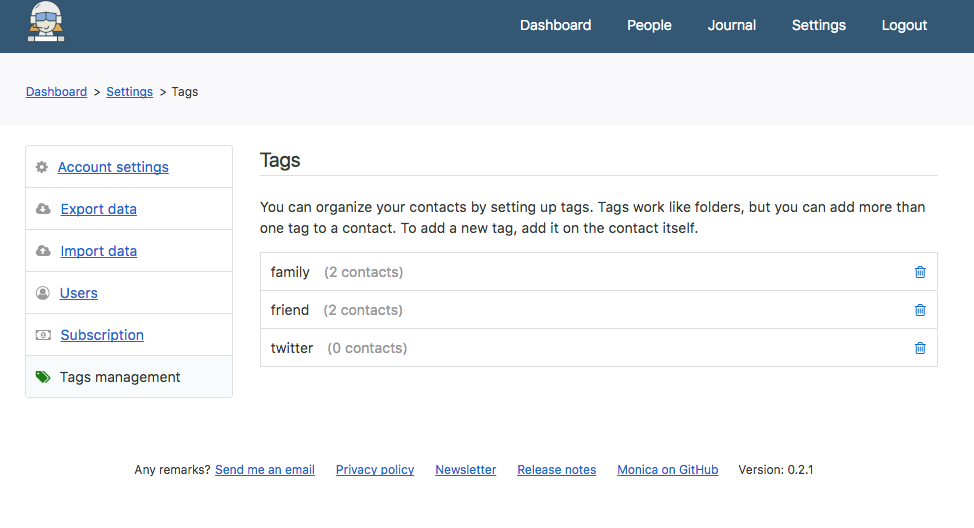 Dashboard People Journal Settings Logout
Dashboard > Settings > Tags
Account settings
Export data
Import data
Users
Subscription
Tags management
Tags
You can organize your contacts by setting up tags. Tags work like folders, but you can add more than
one tag to a contact. To add a new tag, add it on the contact itself.
family (2 contacts)
friend (2 contacts)
twitter (0 contacts)
Any remarks? Send me an email Privacy policy Newsletter Release notes Monica on GitHub Version: 0.2.1